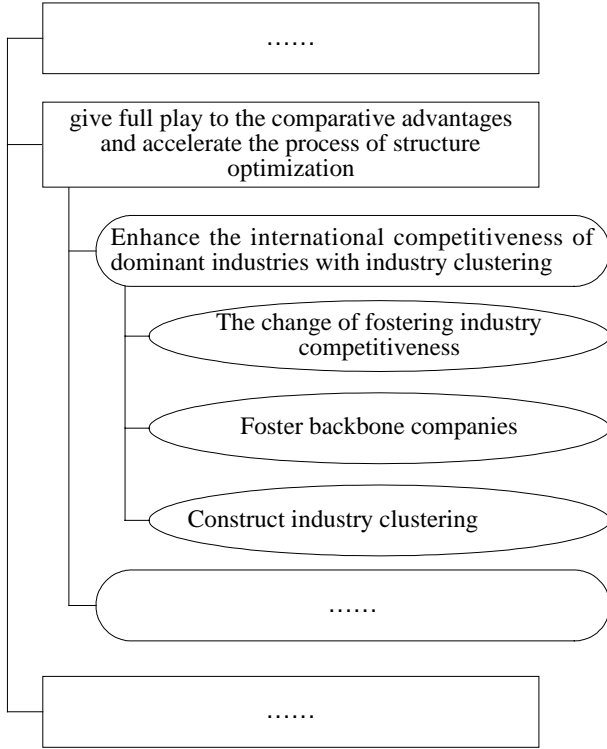 ......
give full play to the comparative advantages
and accelerate the process of structure
optimization
Enhance the international competitiveness of
dominant industries with industry clustering
The change of fostering industry
competitiveness
Foster backbone companies
Construct industry clustering
......
......